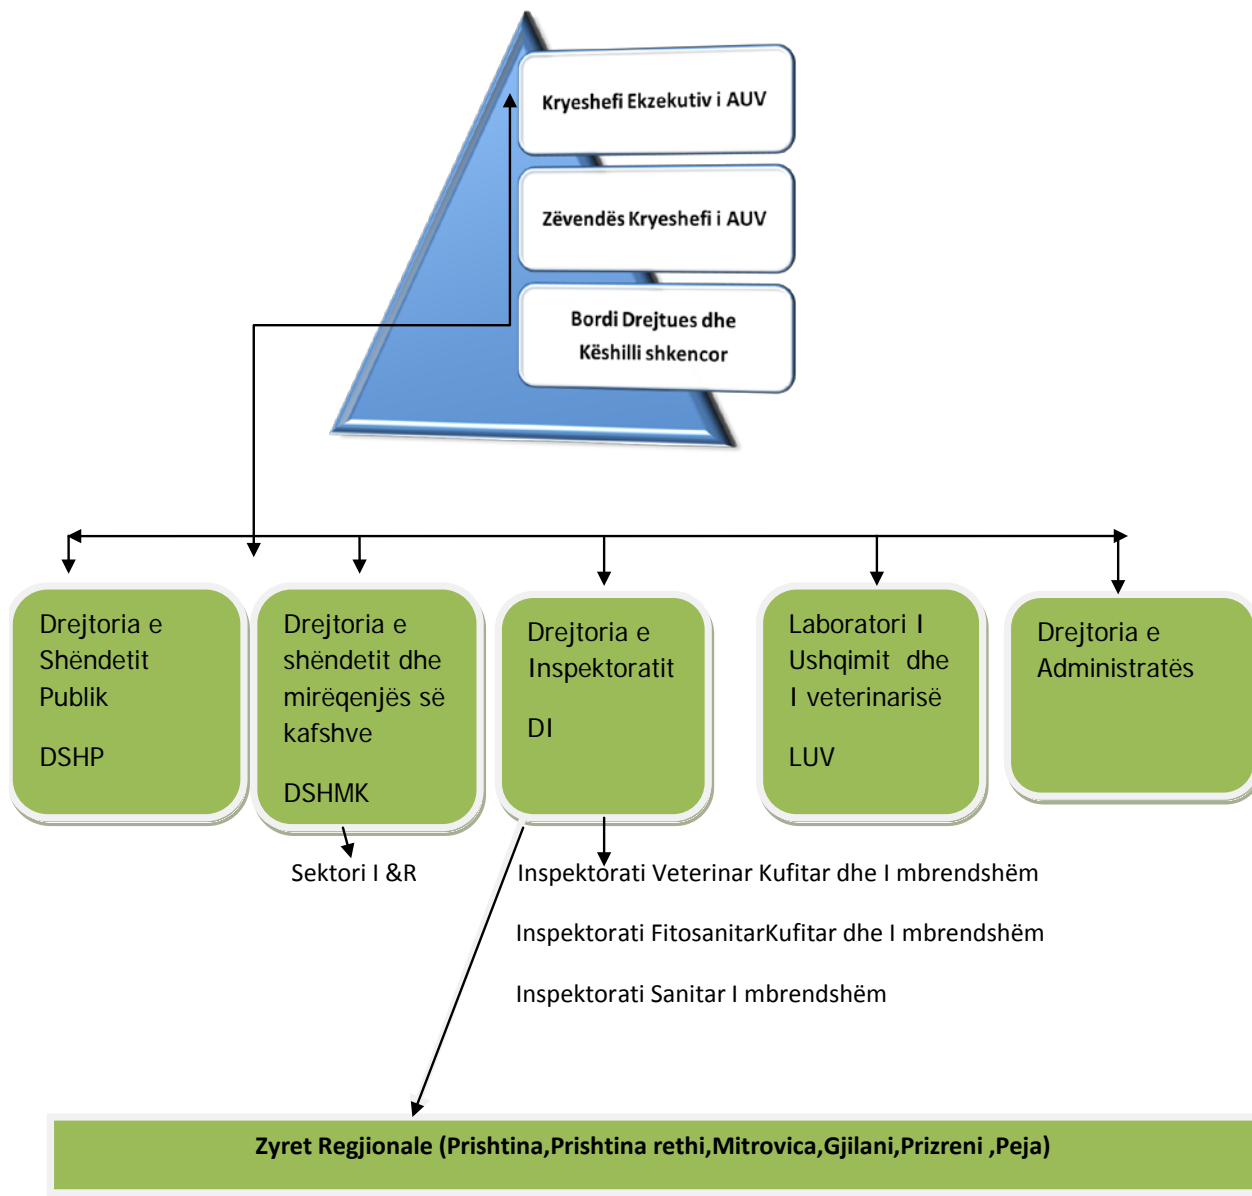 Kryeshefi Ekzekutiv i AUV
Zëvendës Kryeshefi i AUV
Bordi Drejtues dhe
Këshilli shkencor
Drejtoria e
Shëndetit
Publik
DSHP
Drejtoria e
shëndetit dhe
mirëqenjës së
kafshve
DSHMK
Drejtoria e
Inspektoratit
DI
Laboratori I
Ushqimit dhe
I veterinarisë
LUV
Drejtoria e
Administratës
Sektori I &R
Inspektorati Veterinar Kufitar dhe I mbrendshëm
Inspektorati FitosanitarKufitar dhe I mbrendshëm
Inspektorati Sanitar I mbrendshëm
Zyret Regjionale (Prishtina,Prishtina rethi,Mitrovica,Gjilani,Prizreni ,Peja)